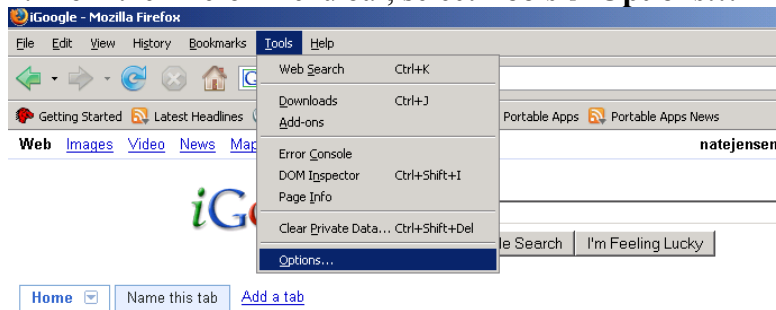 iGoogle - Mozilla Firefox
File Edit View History Bookmarks Tools Help
Web Search Ctrl+K
Downloads Ctrl+J
Add-ons
Error Console
DOM Inspector Ctrl+Shift+I
Page Info
Clear Private Data... Ctrl+Shift+Del
Options...
Getting Started Latest Headlines Portable Apps Portable Apps News
Web Images Video News Map natejensen
iG
le Search I'm Feeling Lucky
Home Name this tab Add a tab